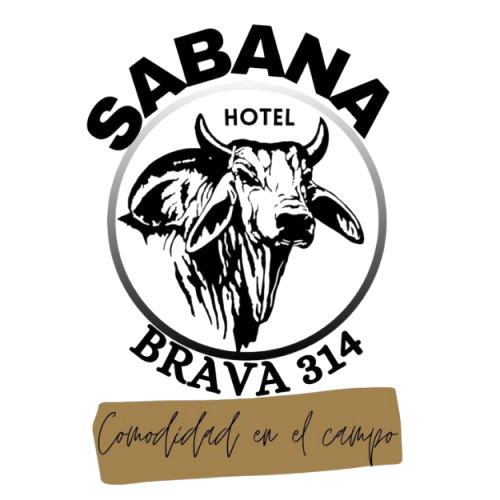 SABANA
HOTEL
BRAVA 314
Comodidad en el campo